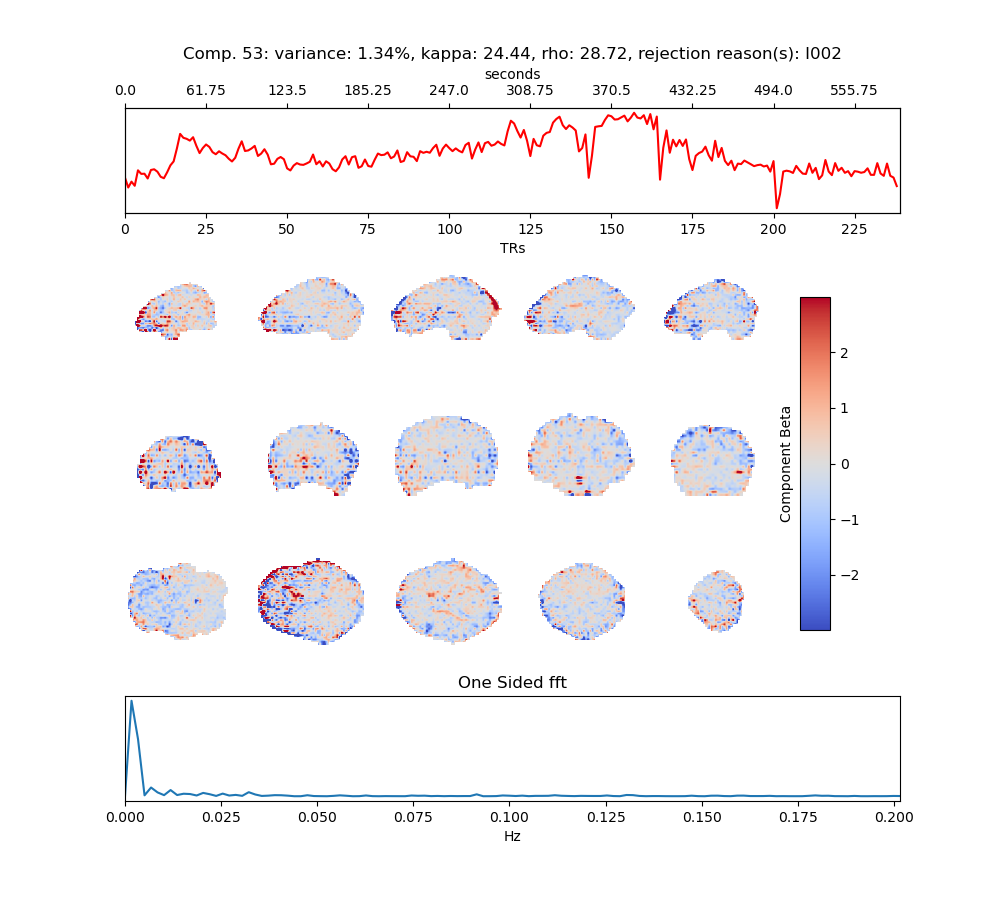 Comp. 53: variance: 1.34%, kappa: 24.44, rho: 28.72, rejection reason(s): I002
seconds
0.0 61.75 123.5 185.25 247.0 308.75 370.5 432.25 494.0 555.75
0 25 50 75 100 125 150 175 200 225
TRs
2
1
0
−1
−2
Component Beta
One Sided fft
0.000 0.025 0.050 0.075 0.100 0.125 0.150 0.175 0.200
Hz